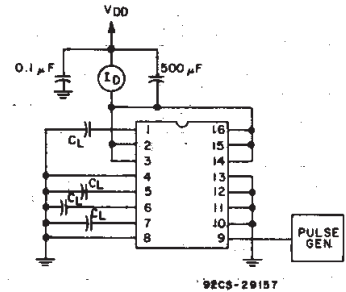 VDD
0.1 µF
ID
500 µF
CL
1 16
2 15
3 14
4 13
CL
5 12
CL
6 11
CL
7 10
8 9
PULSE
GEN.
92CS-29157